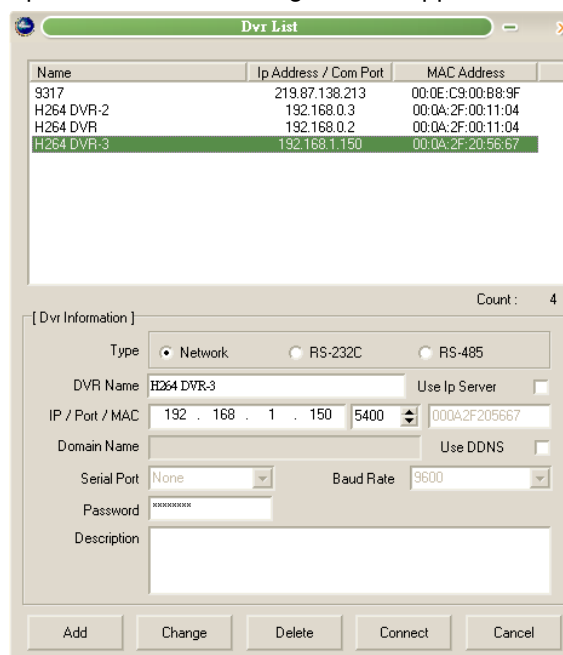 Dvr List
Name Ip Address / Com Port MAC Address
9317 219.87.138.213 00:0E:C9:00:B8:9F
H264 DVR-2 192.168.0.3 00:0A:2F:00:11:04
H264 DVR 192.168.0.2 00:0A:2F:00:11:04
H264 DVR-3 192.168.1.150 00:0A:2F:20:56:67
Count : 4
[ Dvr Information ]
Type Network RS-232C RS-485
DVR Name H264 DVR-3 Use Ip Server
IP / Port / MAC 192 . 168 . 1 . 150 5400 000A2F205667
Domain Name Use DDNS
Serial Port None Baud Rate 9600
Password ********
Description
Add Change Delete Connect Cancel